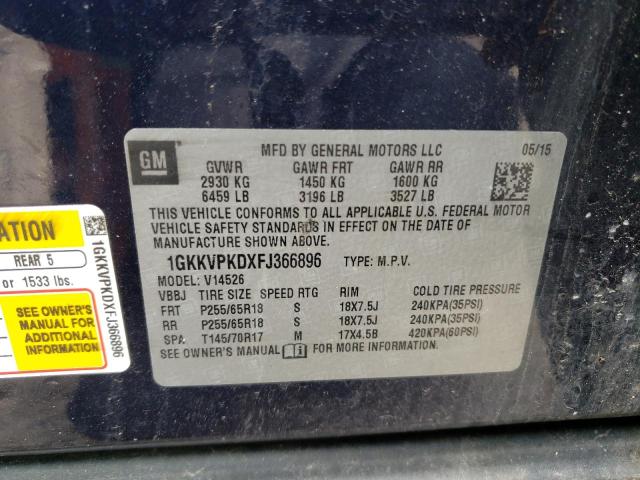 GM
MFD BY GENERAL MOTORS LLC 05/15
GVWR GAWR FRT GAWR RR
2930 KG 1450 KG 1600 KG
6459 LB 3196 LB 3527 LB
THIS VEHICLE CONFORMS TO ALL APPLICABLE U.S. FEDERAL MOTOR
VEHICLE SAFETY STANDARDS IN EFFECT ON THE DATE OF
MANUFACTURE SHOWN ABOVE.
1GKKVPKDXFJ366896 TYPE: M.P.V.
MODEL: V14526
VBBJ TIRE SIZE SPEED RTG RIM COLD TIRE PRESSURE
FRT P255/65R18 S 18X7.5J 240KPA(35PSI)
RR P255/65R18 S 18X7.5J 240KPA(35PSI)
SPA T145/70R17 M 17X4.5B 420KPA(60PSI)
SEE OWNER'S MANUAL FOR MORE INFORMATION.
ATION
REAR 5
or 1533 lbs.
SEE OWNER'S
MANUAL FOR
ADDITIONAL
INFORMATION
1GKKVPKDXFJ366896